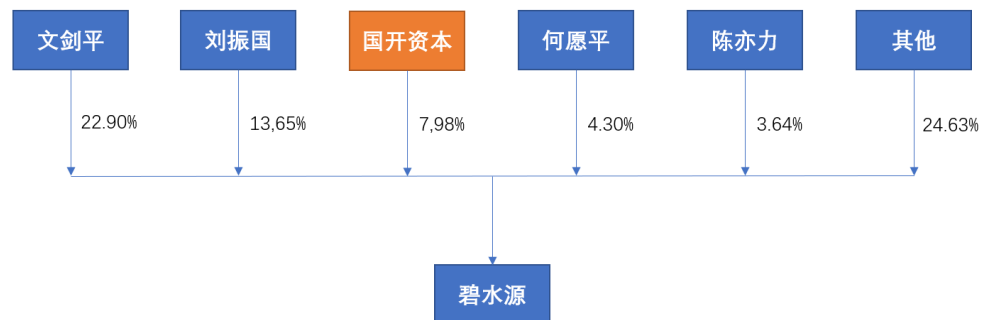 文剑平 刘振国 国开资本 何愿平 陈亦力 其他
22.90% 13,65% 7,98% 4.30% 3.64% 24.63%
碧水源